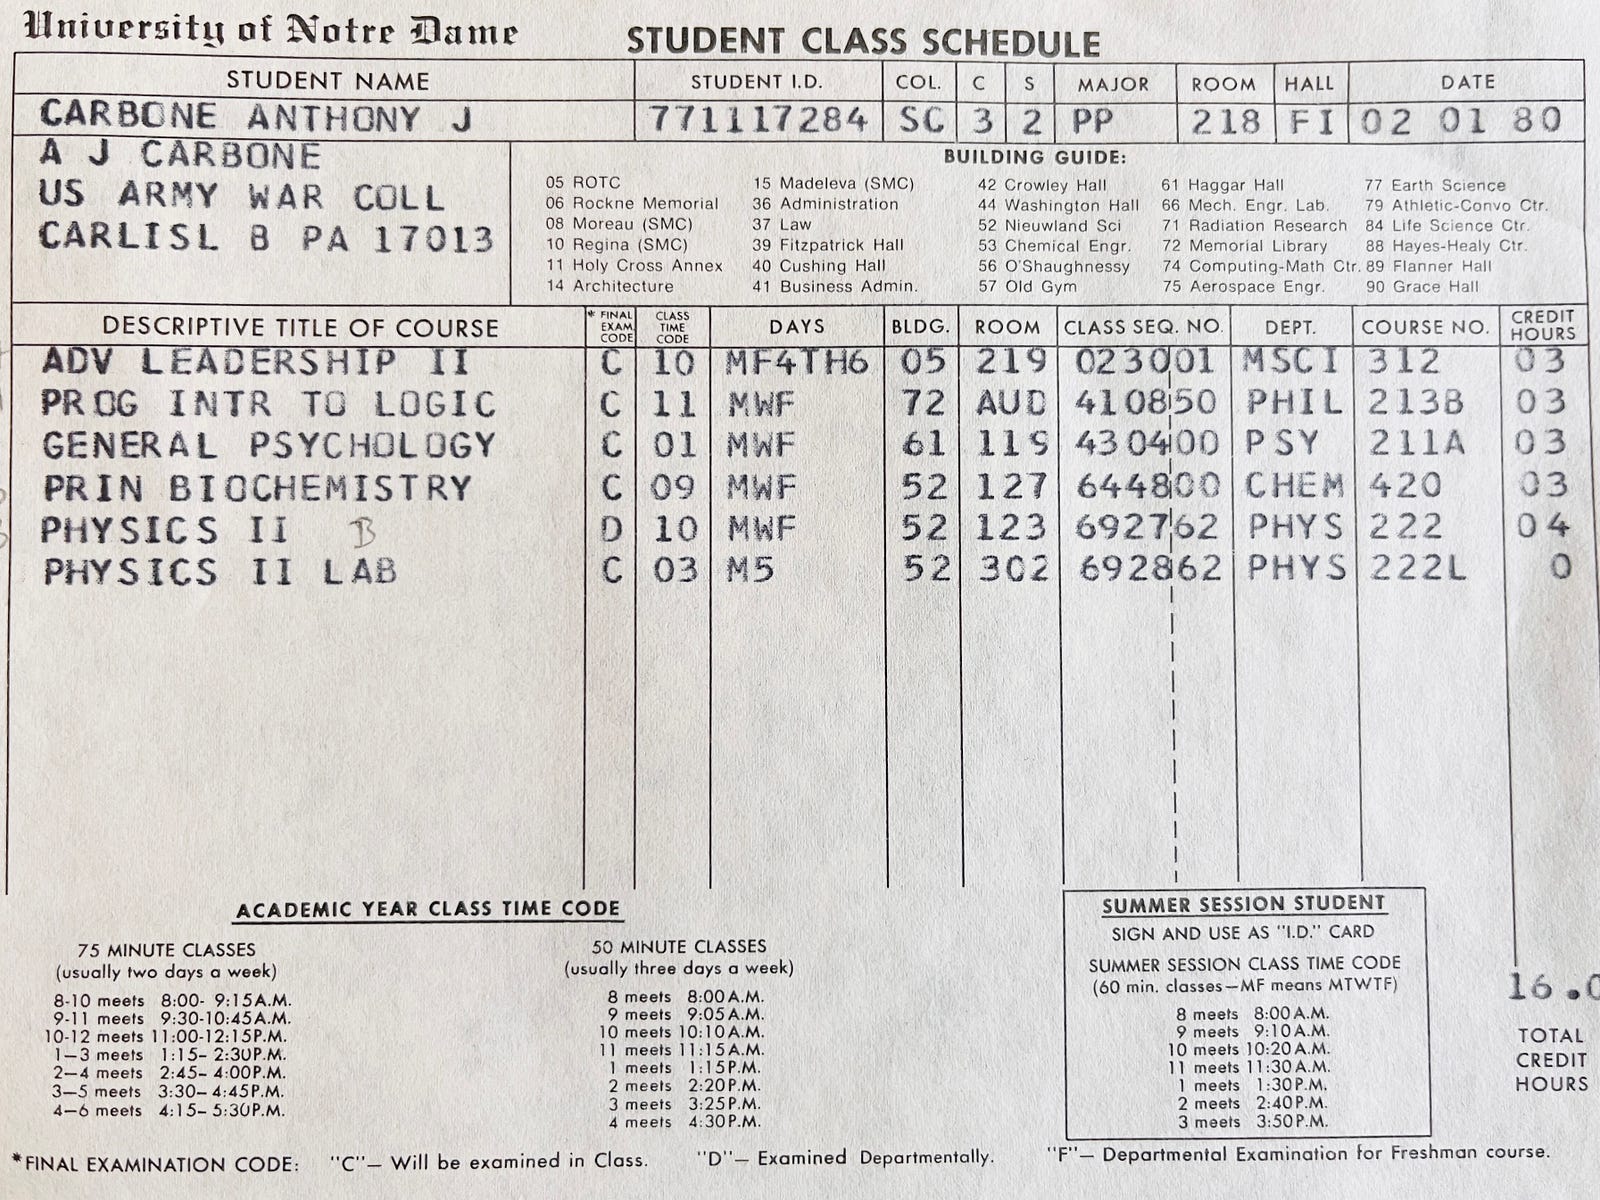 University of Notre Dame STUDENT CLASS SCHEDULE
STUDENT NAME STUDENT I.D. COL. C S MAJOR ROOM HALL DATE
CARBONE ANTHONY J 771117284 SC 3 2 PP 218 FI 02 01 80
A J CARBONE
US ARMY WAR COLL
CARLISL B PA 17013
BUILDING GUIDE:
05 ROTC 15 Madeleva (SMC) 42 Crowley Hall 61 Haggar Hall 77 Earth Science
06 Rockne Memorial 36 Administration 44 Washington Hall 66 Mech. Engr. Lab. 79 Athletic-Convo Ctr.
08 Moreau (SMC) 37 Law 52 Nieuwland Sci 71 Radiation Research 84 Life Science Ctr.
10 Regina (SMC) 39 Fitzpatrick Hall 53 Chemical Engr. 72 Memorial Library 88 Hayes-Healy Ctr.
11 Holy Cross Annex 40 Cushing Hall 56 O'Shaughnessy 74 Computing-Math Ctr. 89 Flanner Hall
14 Architecture 41 Business Admin. 57 Old Gym 75 Aerospace Engr. 90 Grace Hall
DESCRIPTIVE TITLE OF COURSE * FINAL EXAM. CODE CLASS TIME CODE DAYS BLDG. ROOM CLASS SEQ. NO. DEPT. COURSE NO. CREDIT HOURS
ADV LEADERSHIP II C 10 MF4TH6 05 219 023001 MSCI 312 03
PROG INTR TO LOGIC C 11 MWF 72 AUD 410850 PHIL 213B 03
GENERAL PSYCHOLOGY C 01 MWF 61 119 430400 PSY 211A 03
PRIN BIOCHEMISTRY C 09 MWF 52 127 644800 CHEM 420 03
PHYSICS II B D 10 MWF 52 123 692762 PHYS 222 04
PHYSICS II LAB C 03 M5 52 302 692862 PHYS 222L 0
ACADEMIC YEAR CLASS TIME CODE
75 MINUTE CLASSES
(usually two days a week)
8-10 meets 8:00- 9:15A.M.
9-11 meets 9:30-10:45A.M.
10-12 meets 11:00-12:15P.M.
1—3 meets 1:15- 2:30P.M.
2—4 meets 2:45- 4:00P.M.
3—5 meets 3:30- 4:45P.M.
4—6 meets 4:15- 5:30P.M.
50 MINUTE CLASSES
(usually three days a week)
8 meets 8:00A.M.
9 meets 9:05A.M.
10 meets 10:10A.M.
11 meets 11:15A.M.
1 meets 1:15P.M.
2 meets 2:20P.M.
3 meets 3:25P.M.
4 meets 4:30P.M.
SUMMER SESSION STUDENT
SIGN AND USE AS "I.D." CARD
SUMMER SESSION CLASS TIME CODE
(60 min. classes—MF means MTWTF)
8 meets 8:00A.M.
9 meets 9:10A.M.
10 meets 10:20A.M.
11 meets 11:30A.M.
1 meets 1:30P.M.
2 meets 2:40P.M.
3 meets 3:50P.M.
16.0
TOTAL
CREDIT
HOURS
*FINAL EXAMINATION CODE: "C"— Will be examined in Class. "D"— Examined Departmentally. "F"— Departmental Examination for Freshman course.